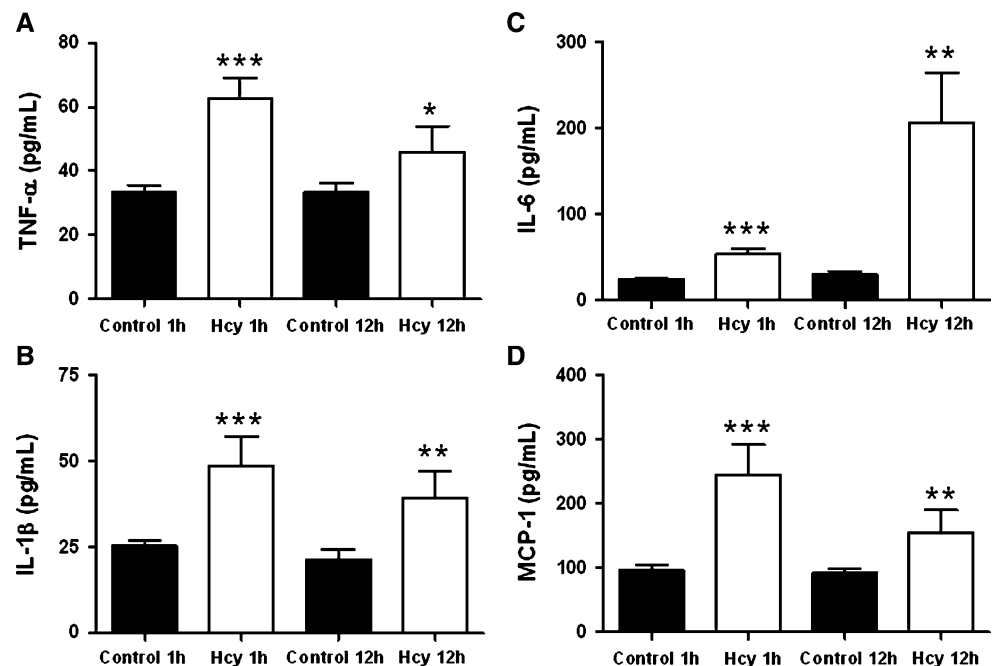 A
TNF-α (pg/mL)
80
60
40
20
0
***
*
Control 1h Hcy 1h Control 12h Hcy 12h
B
IL-1β (pg/mL)
75
50
25
0
***
**
Control 1h Hcy 1h Control 12h Hcy 12h
C
IL-6 (pg/mL)
300
200
100
0
***
**
Control 1h Hcy 1h Control 12h Hcy 12h
D
MCP-1 (pg/mL)
400
300
200
100
0
***
**
Control 1h Hcy 1h Control 12h Hcy 12h